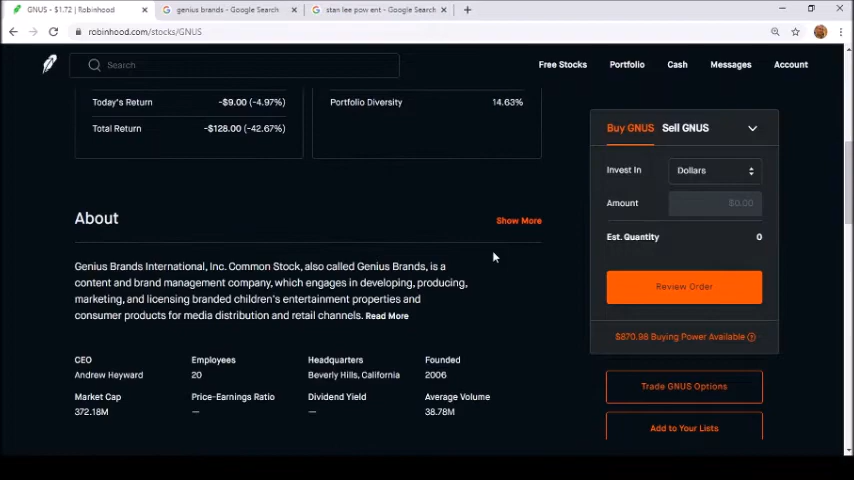 GNUS - $1.72 | Robinhood
genius brands - Google Search
stan lee pow ent - Google Search
robinhood.com/stocks/GNUS
Search
Free Stocks
Portfolio
Cash
Messages
Account
Today's Return
-$9.00 (-4.97%)
Portfolio Diversity
14.63%
Total Return
-$128.00 (-42.67%)
Buy GNUS
Sell GNUS
Invest In
Dollars
Amount
$0.00
Est. Quantity
0
Review Order
$870.98 Buying Power Available
Trade GNUS Options
Add to Your Lists
About
Show More
Genius Brands International, Inc. Common Stock, also called Genius Brands, is a
content and brand management company, which engages in developing, producing,
marketing, and licensing branded children's entertainment properties and
consumer products for media distribution and retail channels. Read More
CEO
Andrew Heyward
Employees
20
Headquarters
Beverly Hills, California
Founded
2006
Market Cap
372.18M
Price-Earnings Ratio
—
Dividend Yield
—
Average Volume
38.78M